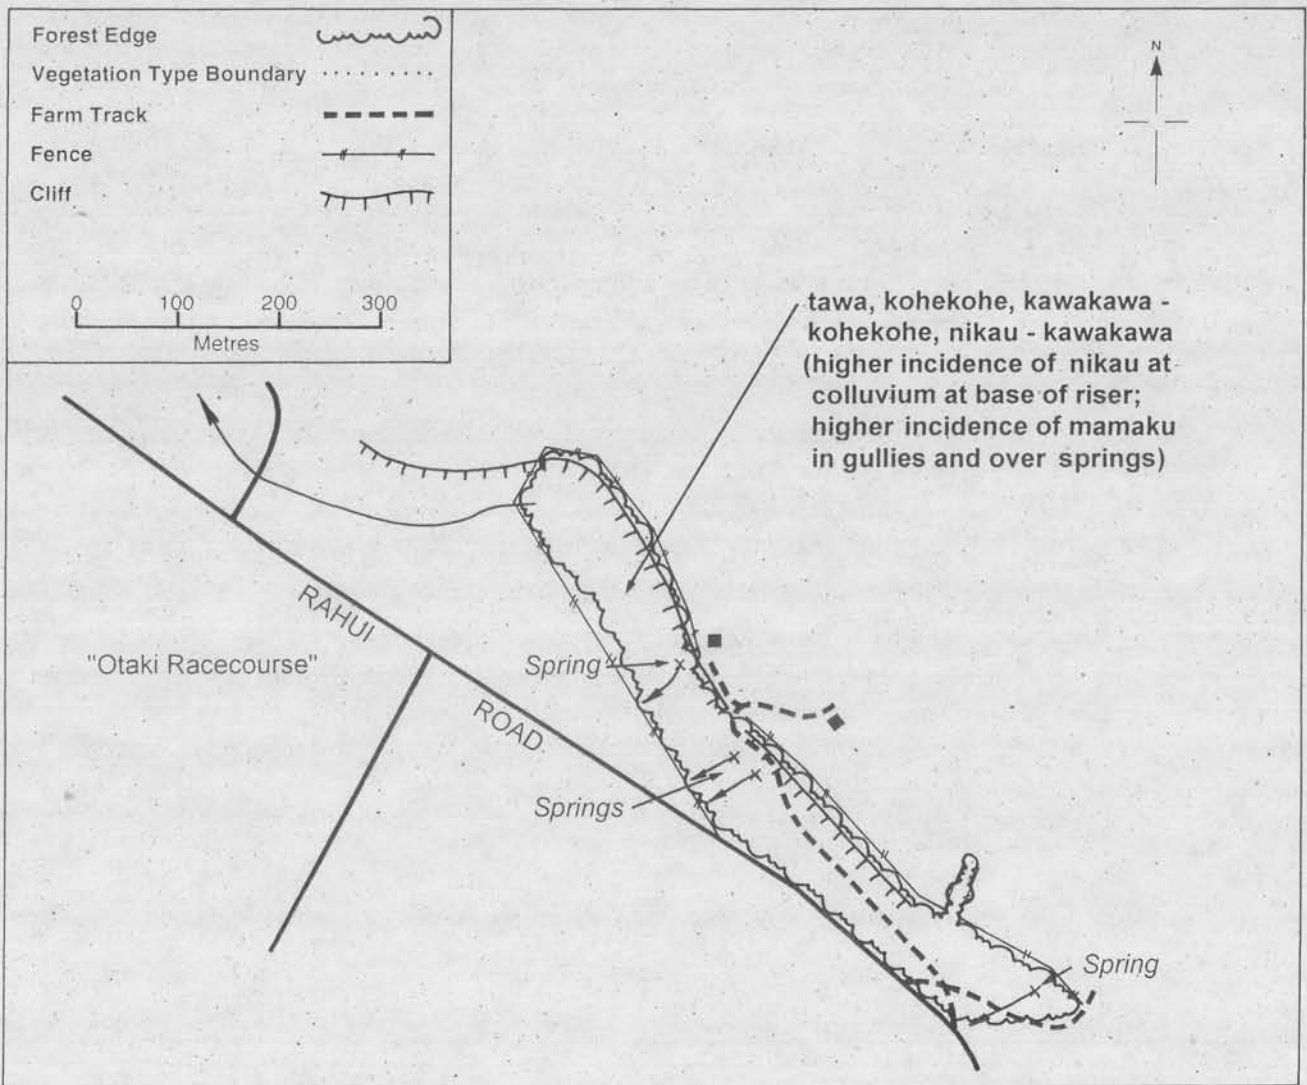 Forest Edge
Vegetation Type Boundary
Farm Track
Fence
Cliff
0 100 200 300
Metres
N
tawa, kohekohe, kawakawa -
kohekohe, nikau - kawakawa
(higher incidence of nikau at
colluvium at base of riser;
higher incidence of mamaku
in gullies and over springs)
RAHUI
"Otaki Racecourse"
Spring
ROAD
Springs
Spring